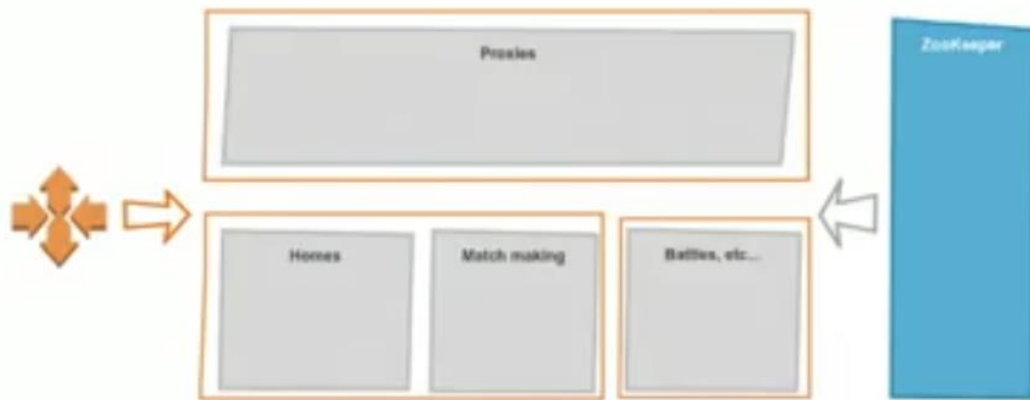 Proxies
ZooKeeper
Homes
Match making
Battles, etc...